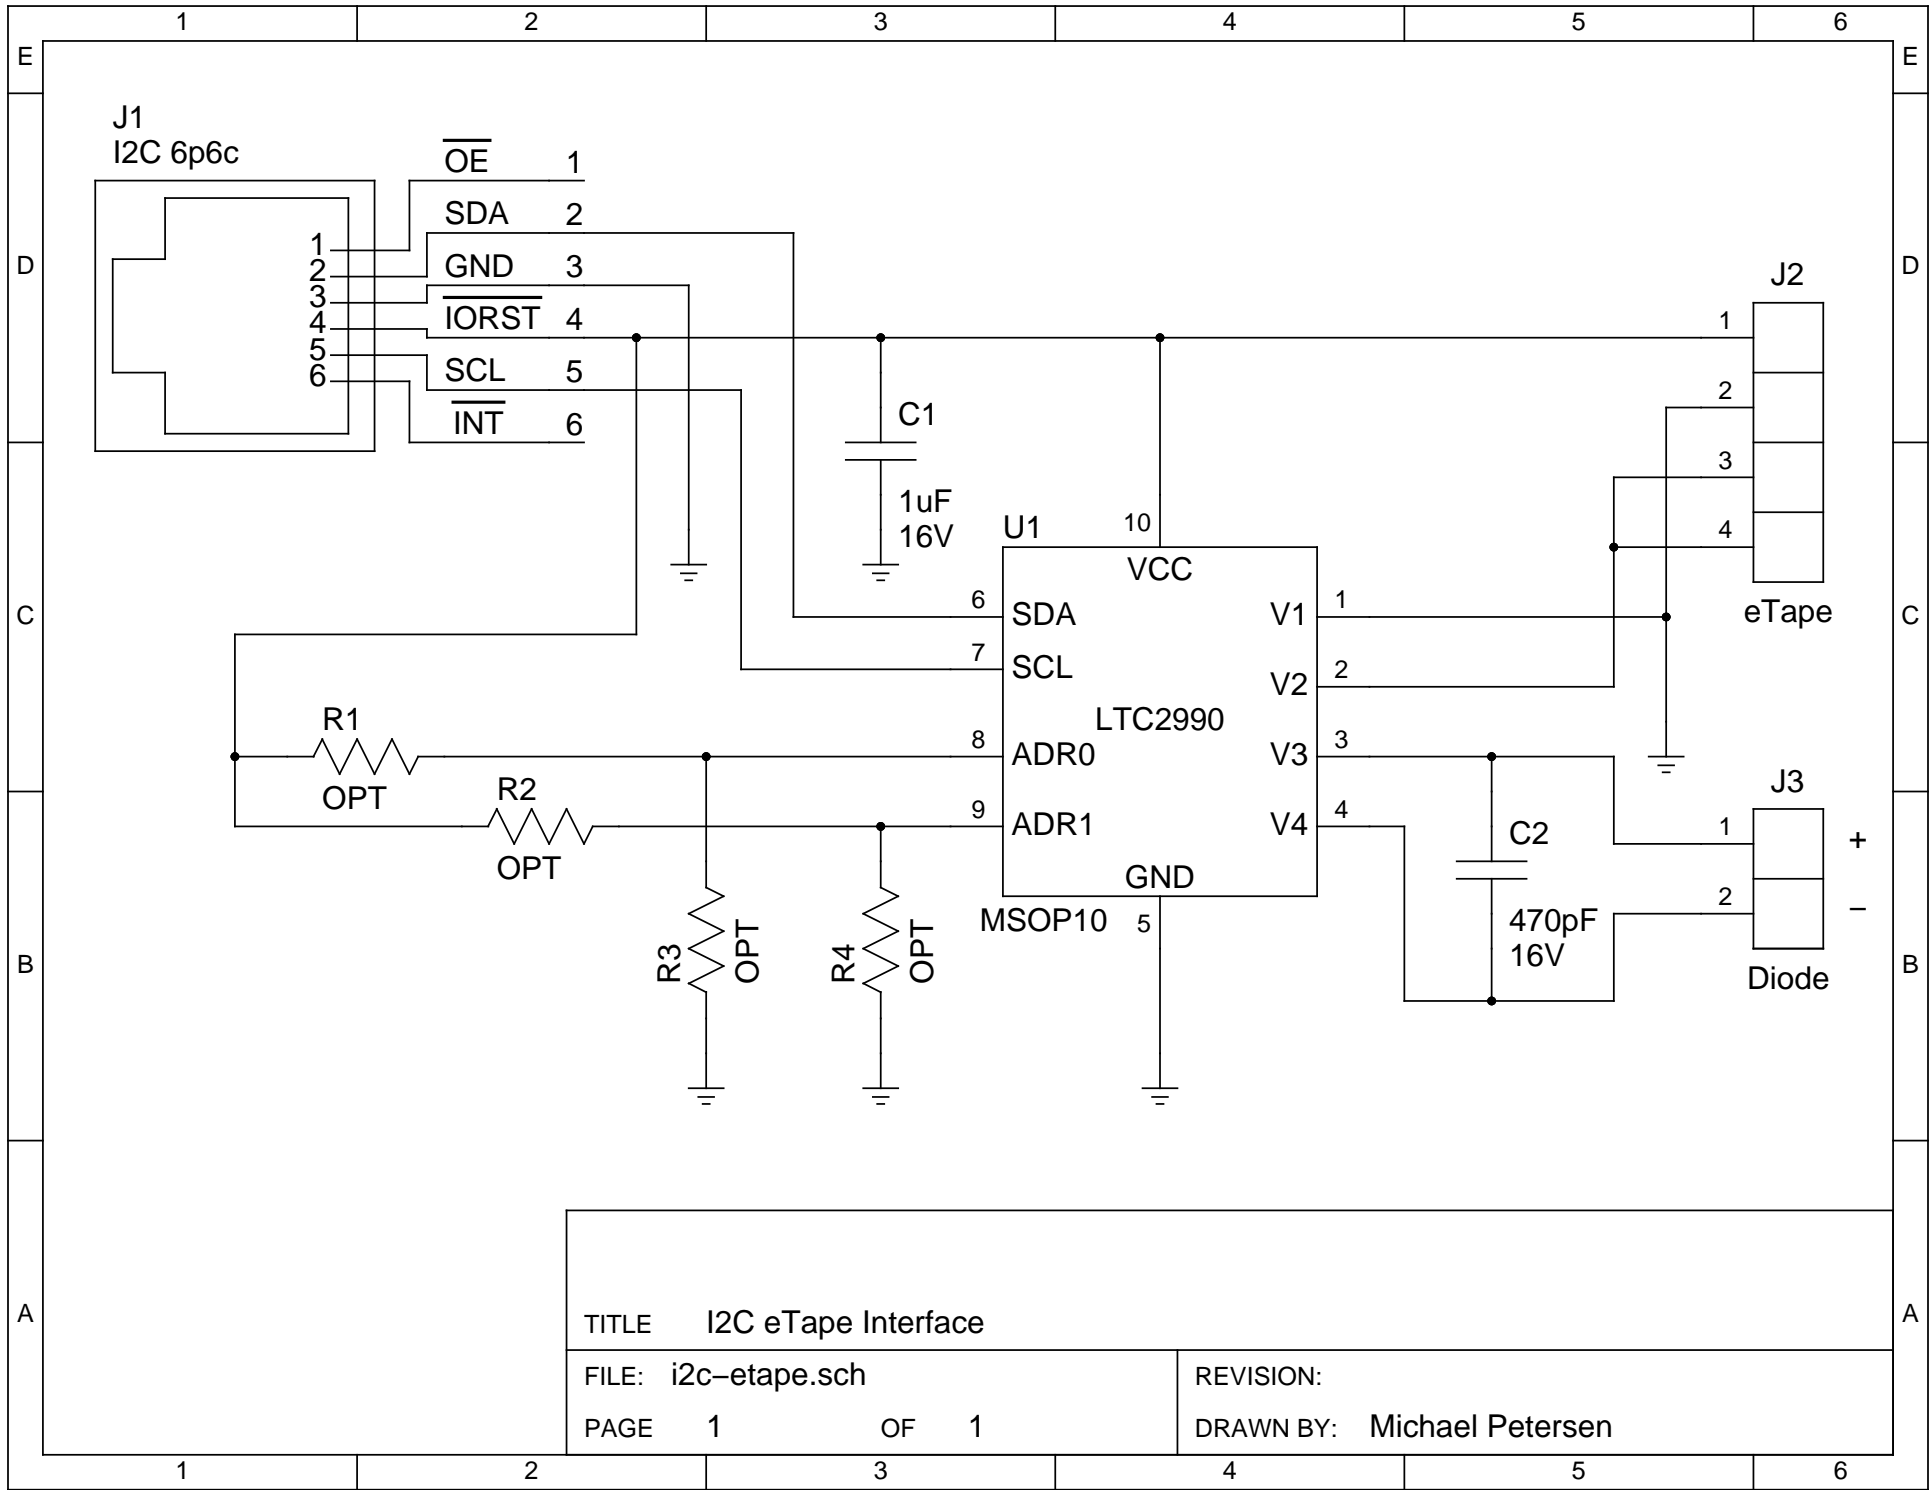 1 2 3 4 5 6
E E
J1
I2C 6p6c
OE 1
SDA 2
GND 3
IORST 4
SCL 5
INT 6
1
2
3
4
5
6
D D
J2
1
2
3
4
eTape
C1
1uF
16V
U1
10
VCC
6 SDA
7 SCL
8 ADR0
9 ADR1
LTC2990
V1 1
V2 2
V3 3
V4 4
GND
MSOP10 5
C C
R1
OPT
R2
OPT
R3
OPT
R4
OPT
C2
470pF
16V
J3
1 +
2 −
Diode
B B
A A
TITLE I2C eTape Interface
FILE: i2c−etape.sch
REVISION:
PAGE 1 OF 1
DRAWN BY: Michael Petersen
1 2 3 4 5 6